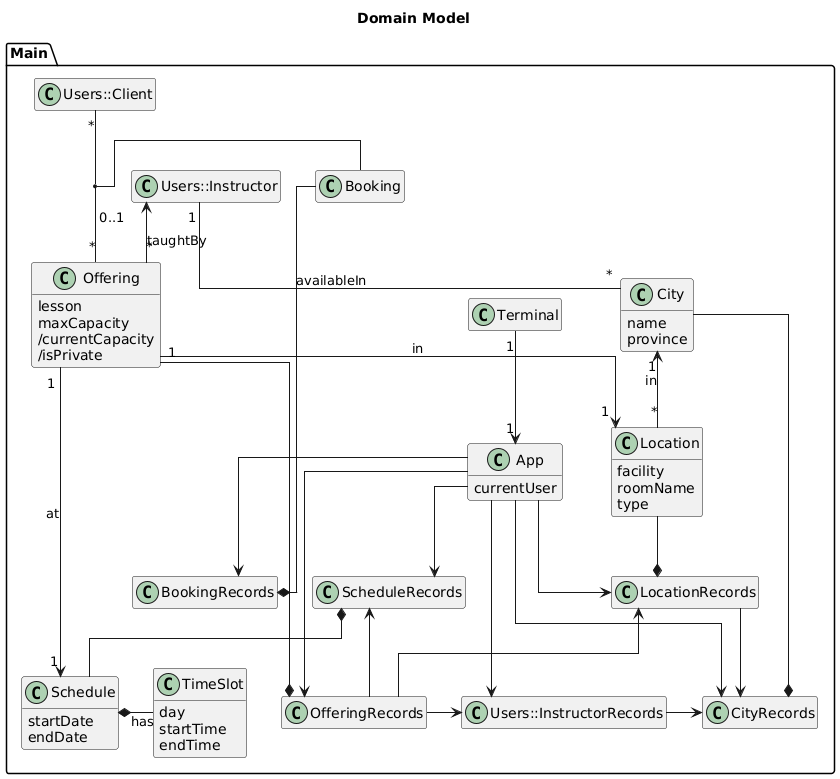 Domain Model
Main
C Users::Client
*
C Users::Instructor
C Booking
0..1
1
*
*
taughtBy
C Offering
lesson
maxCapacity
/currentCapacity
/isPrivate
availableIn
*
C City
name
province
C Terminal
1
in
1
1
in
1
*
1
1
C Location
facility
roomName
type
C App
currentUser
at
C BookingRecords
C ScheduleRecords
C LocationRecords
1
C Schedule
startDate
endDate
has
C TimeSlot
day
startTime
endTime
C OfferingRecords
C Users::InstructorRecords
C CityRecords